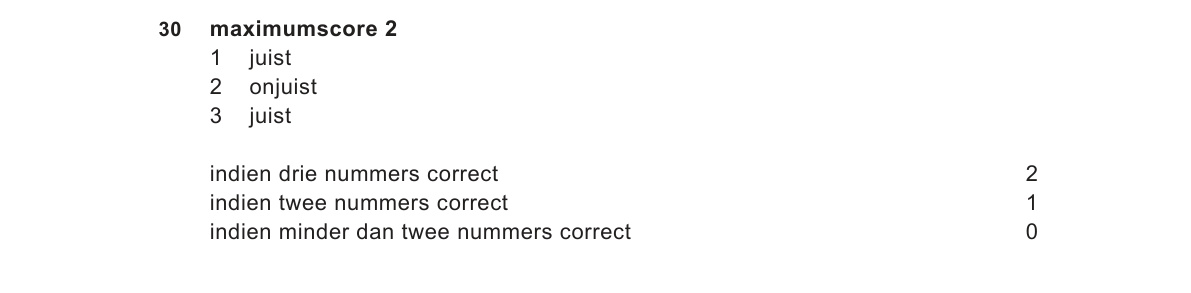 30 maximumscore 2
1 juist
2 onjuist
3 juist
indien drie nummers correct 2
indien twee nummers correct 1
indien minder dan twee nummers correct 0